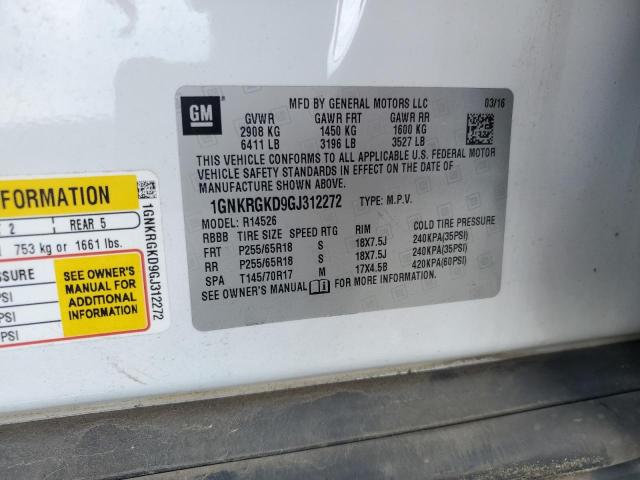 GM
MFD BY GENERAL MOTORS LLC 03/16
GVWR GAWR FRT GAWR RR
2908 KG 1450 KG 1600 KG
6411 LB 3196 LB 3527 LB
THIS VEHICLE CONFORMS TO ALL APPLICABLE U.S. FEDERAL MOTOR
VEHICLE SAFETY STANDARDS IN EFFECT ON THE DATE OF
MANUFACTURE SHOWN ABOVE.
1GNKRGKD9GJ312272 TYPE: M.P.V.
MODEL: R14526
RBBB TIRE SIZE SPEED RTG RIM COLD TIRE PRESSURE
FRT P255/65R18 S 18X7.5J 240KPA(35PSI)
RR P255/65R18 S 18X7.5J 240KPA(35PSI)
SPA T145/70R17 M 17X4.5B 420KPA(60PSI)
SEE OWNER'S MANUAL FOR MORE INFORMATION.
FORMATION
2 REAR 5
753 kg or 1661 lbs.
SEE OWNER'S
MANUAL FOR
ADDITIONAL
INFORMATION
PSI
PSI
PSI
1GNKRGKD9GJ312272